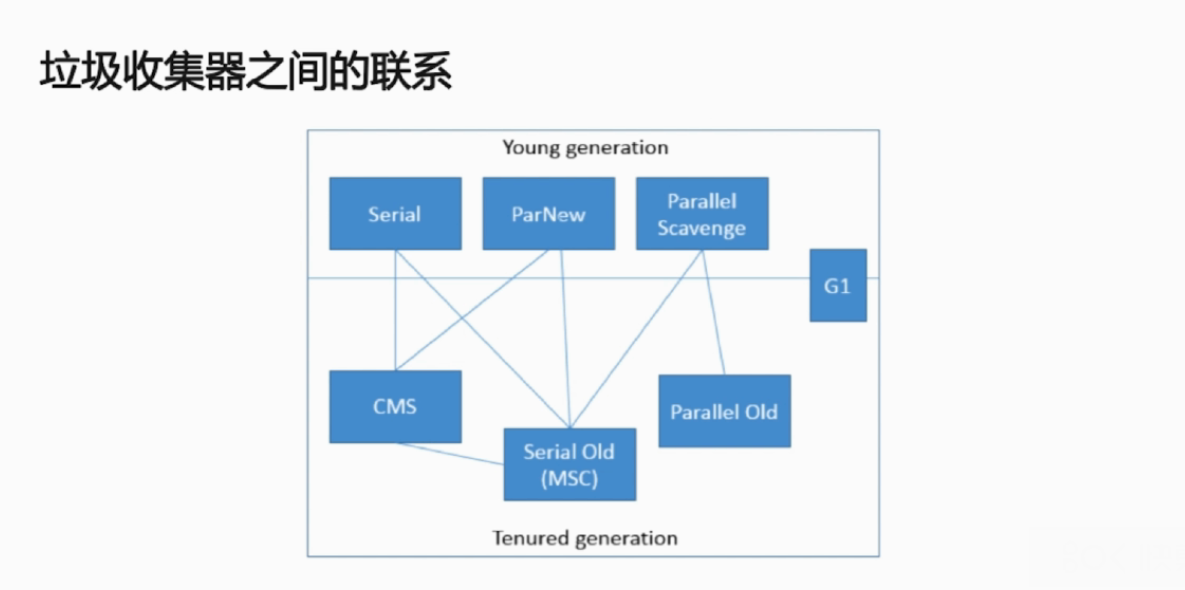 垃圾收集器之间的联系
Young generation
Serial
ParNew
Parallel
Scavenge
G1
CMS
Parallel Old
Serial Old
(MSC)
Tenured generation